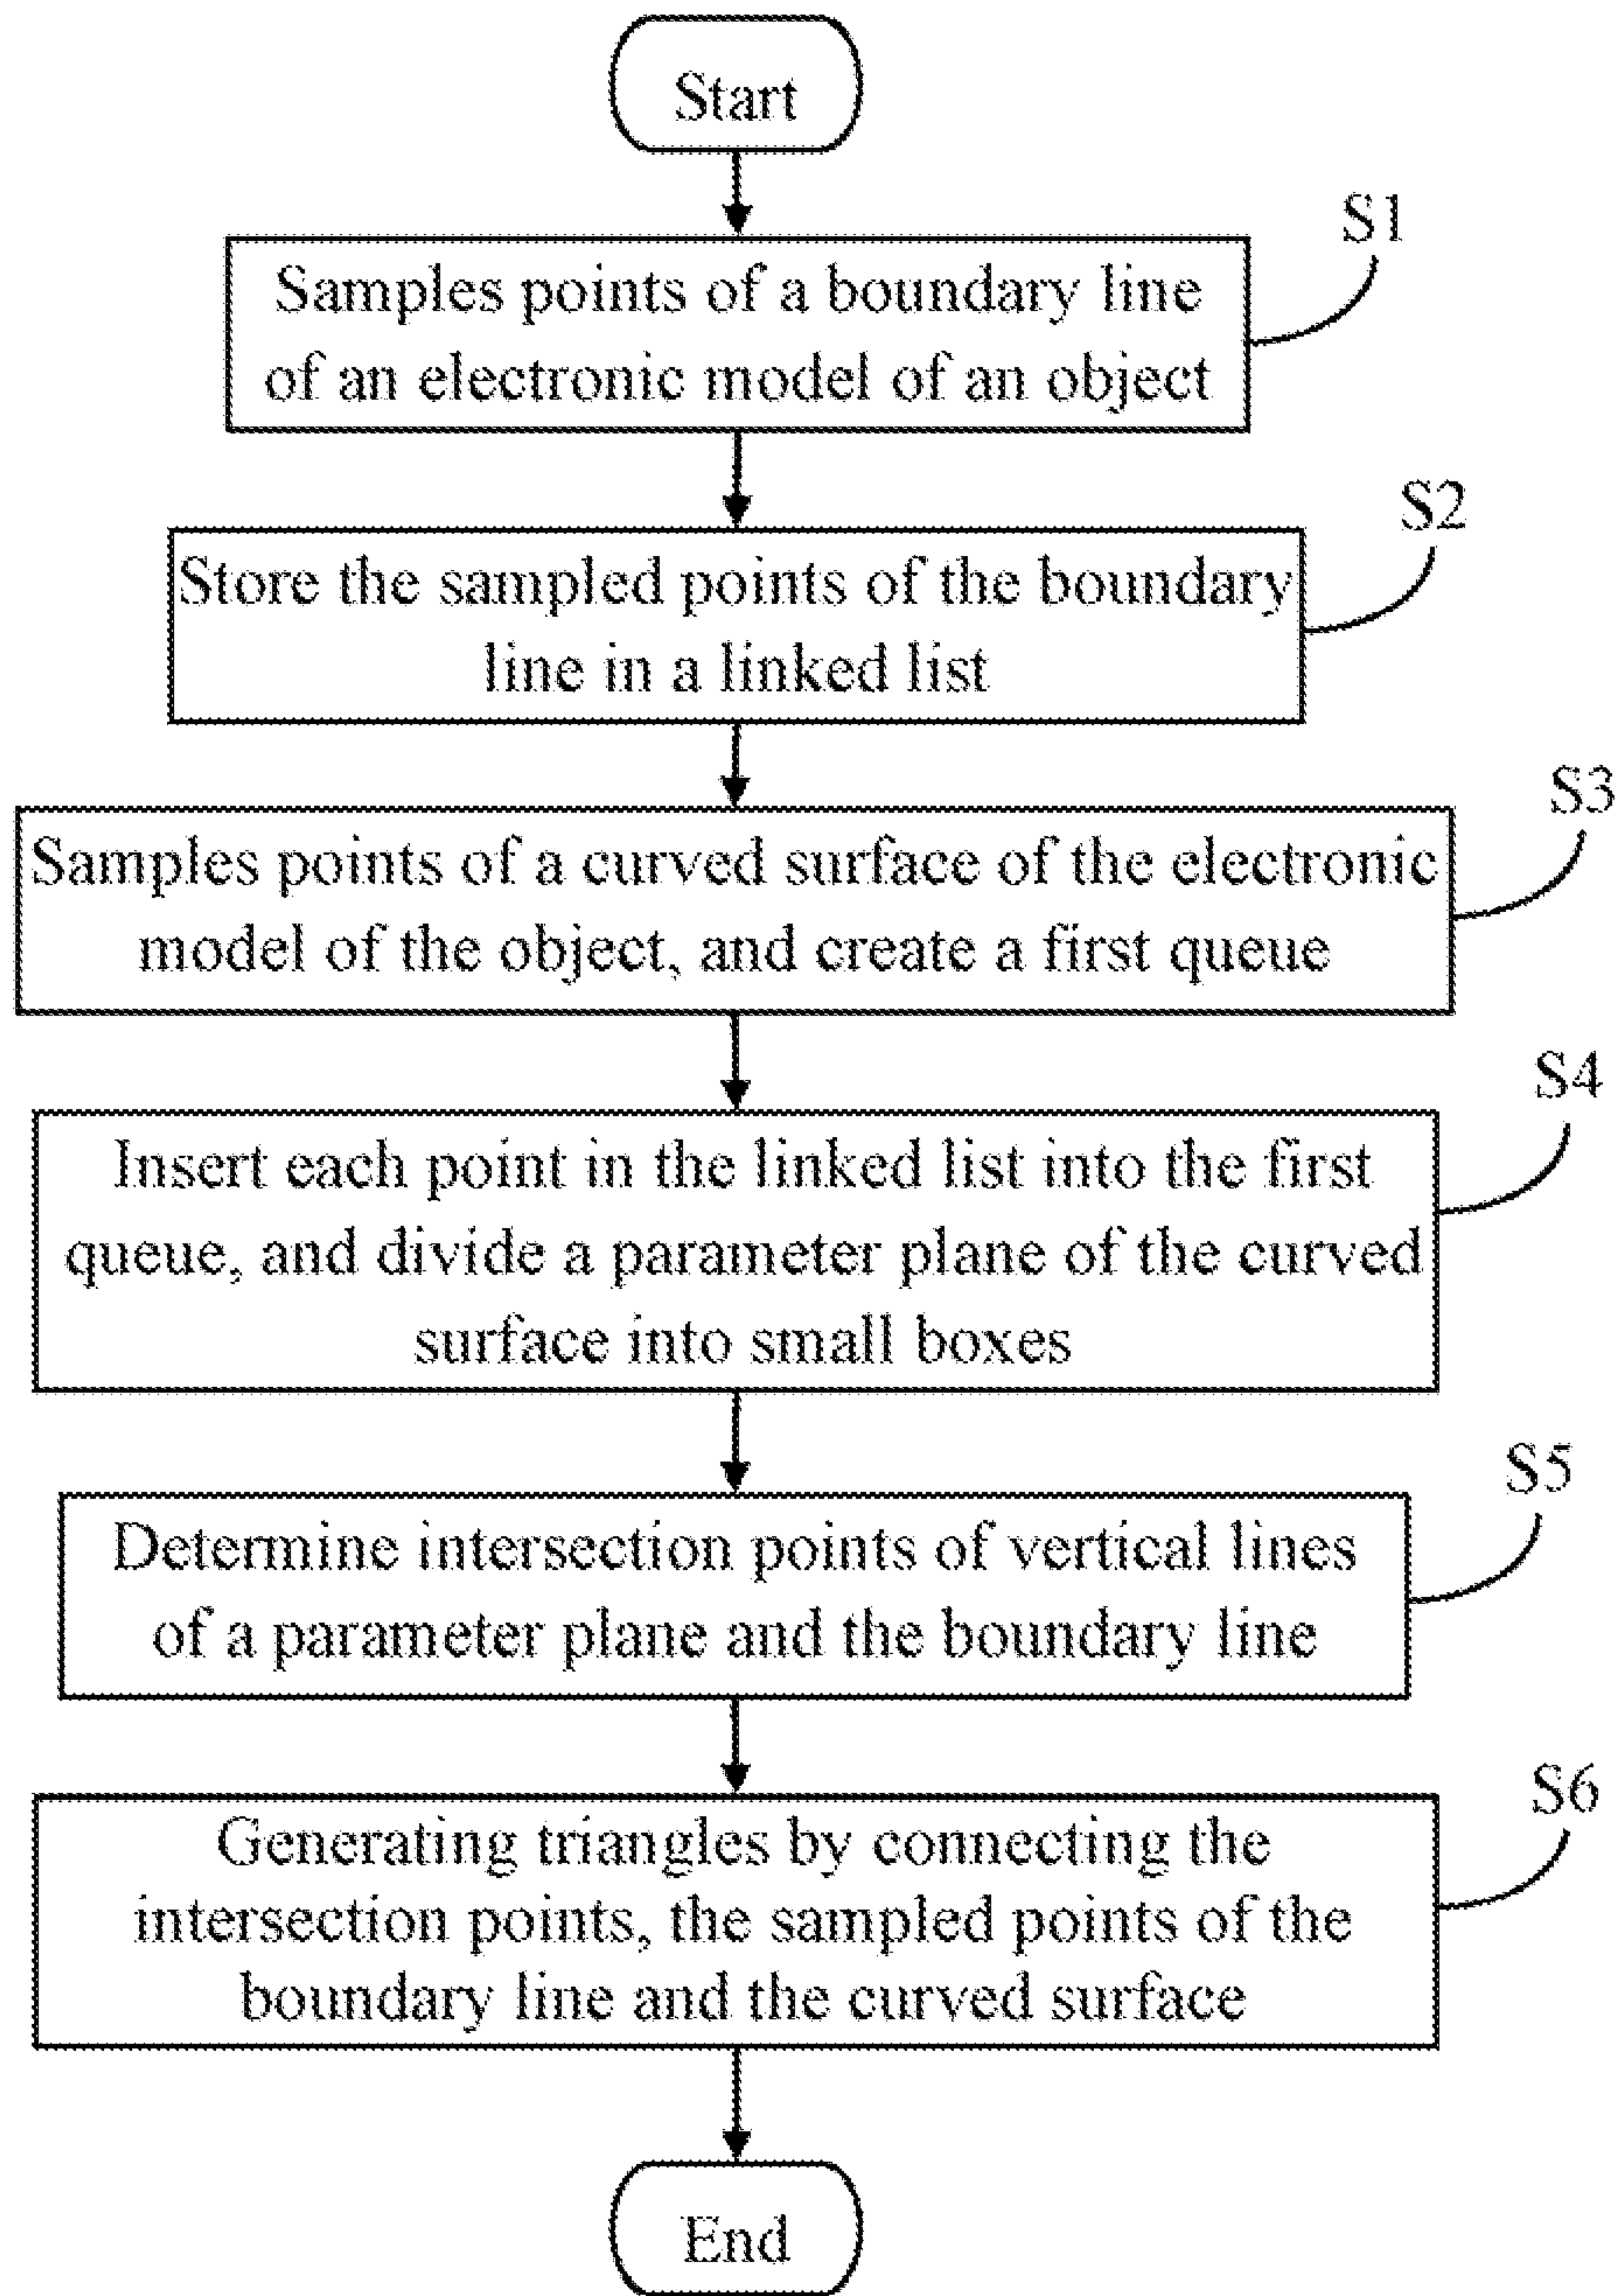 Start
S1
Samples points of a boundary line
of an electronic model of an object
S2
Store the sampled points of the boundary
line in a linked list
S3
Samples points of a curved surface of the electronic
model of the object, and create a first queue
S4
Insert each point in the linked list into the first
queue, and divide a parameter plane of the curved
surface into small boxes
S5
Determine intersection points of vertical lines
of a parameter plane and the boundary line
S6
Generating triangles by connecting the
intersection points, the sampled points of the
boundary line and the curved surface
End